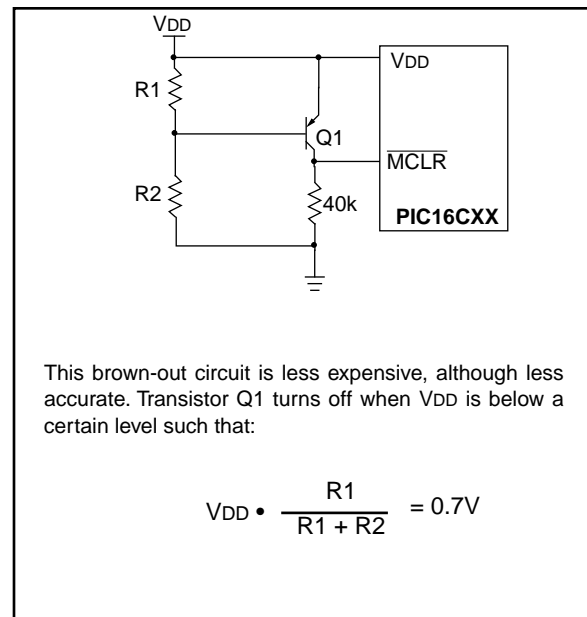 VDD
VDD
R1
Q1
MCLR
R2
40k
PIC16CXX
This brown-out circuit is less expensive, although less
accurate. Transistor Q1 turns off when VDD is below a
certain level such that:
VDD • R1 / R1 + R2 = 0.7V